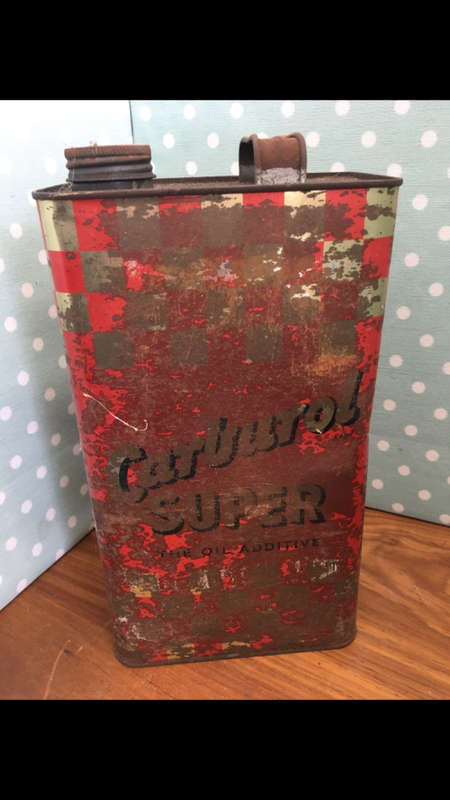 Carburol
SUPER
THE OIL ADDITIVE